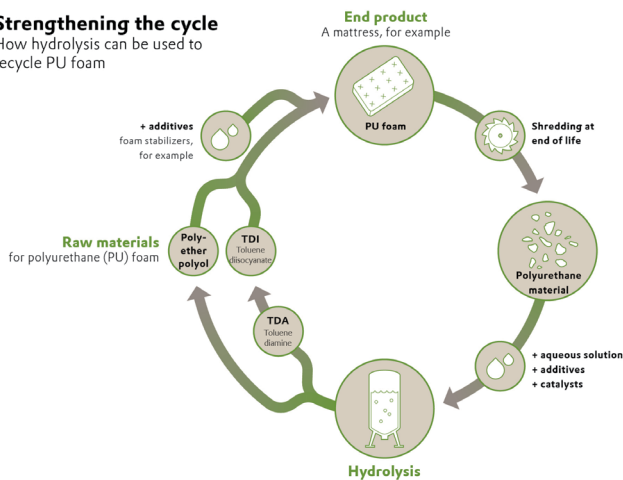 Strengthening the cycle
How hydrolysis can be used to
recycle PU foam
End product
A mattress, for example
PU foam
Shredding at
end of life
Polyurethane
material
+ aqueous solution
+ additives
+ catalysts
Hydrolysis
TDA
Toluene
diamine
Raw materials
for polyurethane (PU) foam
Poly-
ether
polyol
TDI
Toluene
diisocyanate
+ additives
foam stabilizers,
for example